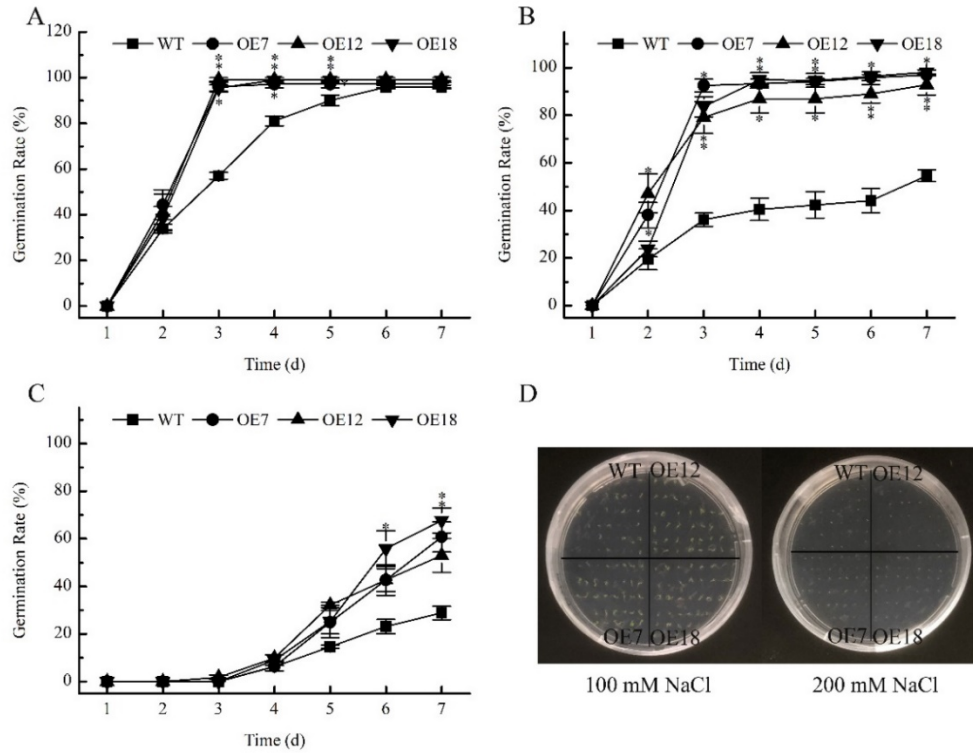 A
WT OE7 OE12 OE18
Germination Rate (%)
120
100
80
60
40
20
0
1 2 3 4 5 6 7
Time (d)
** ** **
* *
B
WT OE7 OE12 OE18
Germination Rate (%)
100
80
60
40
20
0
1 2 3 4 5 6 7
Time (d)
* * ** ** * *
* ** * * ** **
C
WT OE7 OE12 OE18
Germination Rate (%)
100
80
60
40
20
0
1 2 3 4 5 6 7
Time (d)
* **
D
WT OE12
OE7 OE18
100 mM NaCl
WT OE12
OE7 OE18
200 mM NaCl